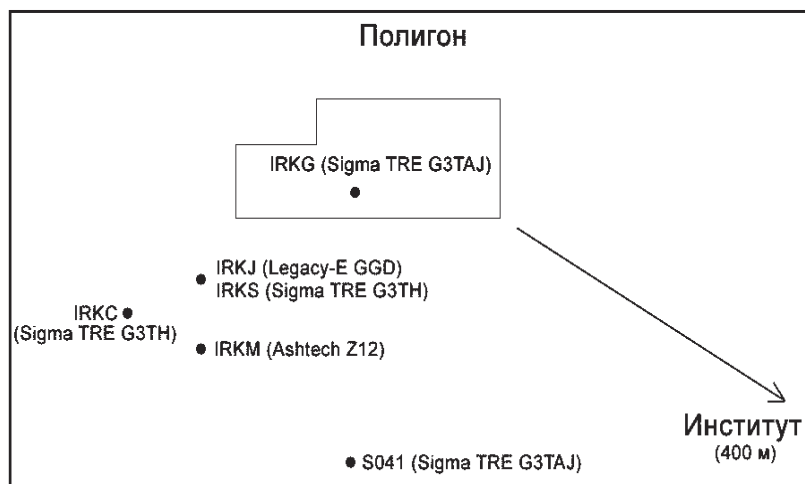 Полигон
IRKG (Sigma TRE G3TAJ)
IRKJ (Legacy-E GGD)
IRKS (Sigma TRE G3TH)
IRKC
(Sigma TRE G3TH)
IRKM (Ashtech Z12)
Институт
(400 м)
S041 (Sigma TRE G3TAJ)